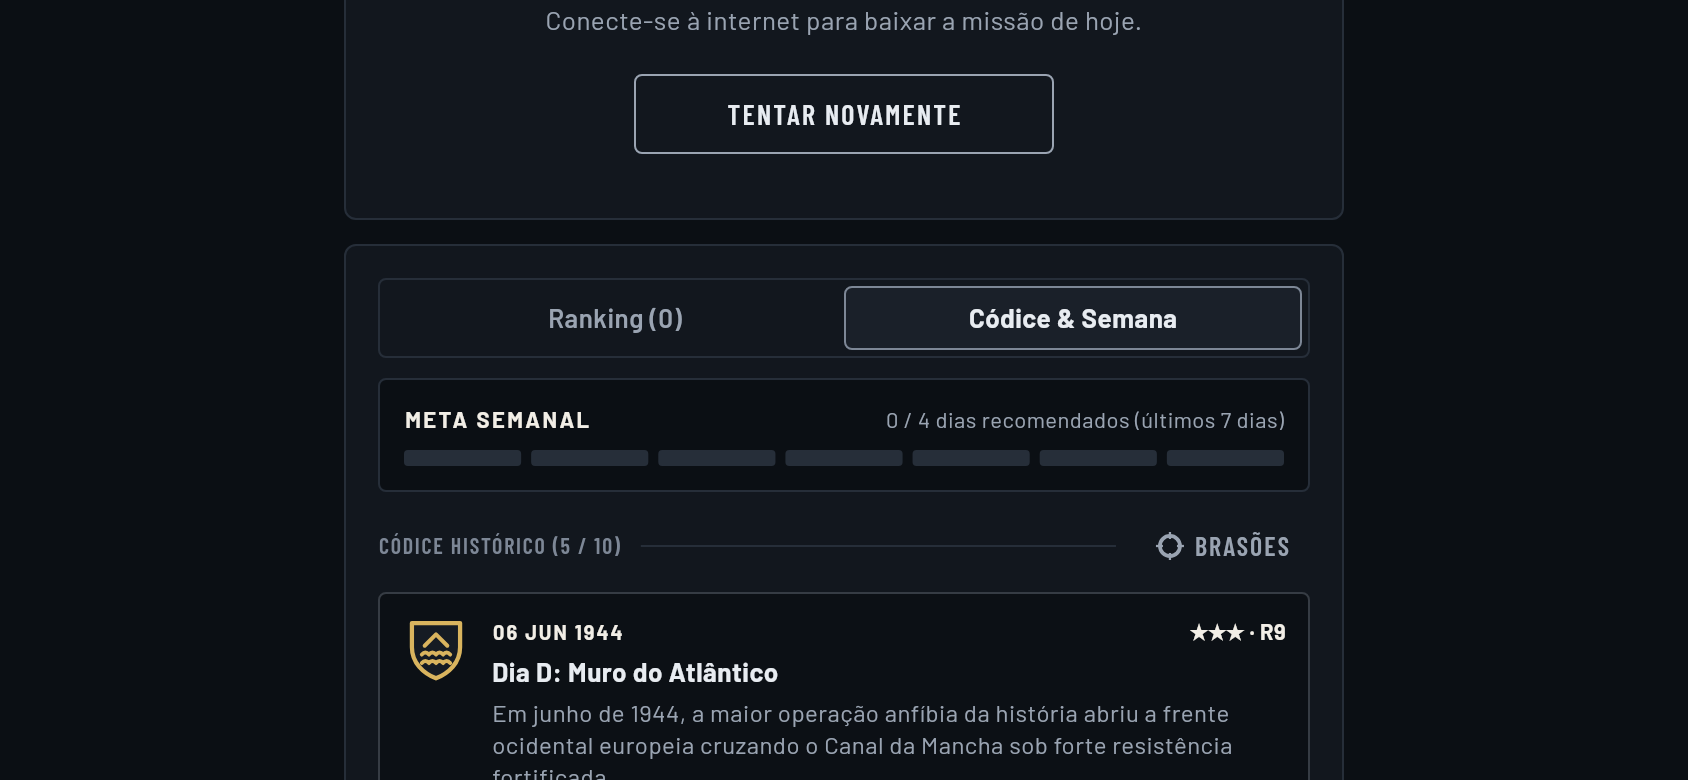 Conecte-se à internet para baixar a missão de hoje.
TENTAR NOVAMENTE
Ranking (0)
Códice & Semana
META SEMANAL
0 / 4 dias recomendados (últimos 7 dias)
CÓDICE HISTÓRICO (5 / 10)
BRASÕES
06 JUN 1944
★★★ · R9
Dia D: Muro do Atlântico
Em junho de 1944, a maior operação anfíbia da história abriu a frente
ocidental europeia cruzando o Canal da Mancha sob forte resistência
fortificada.